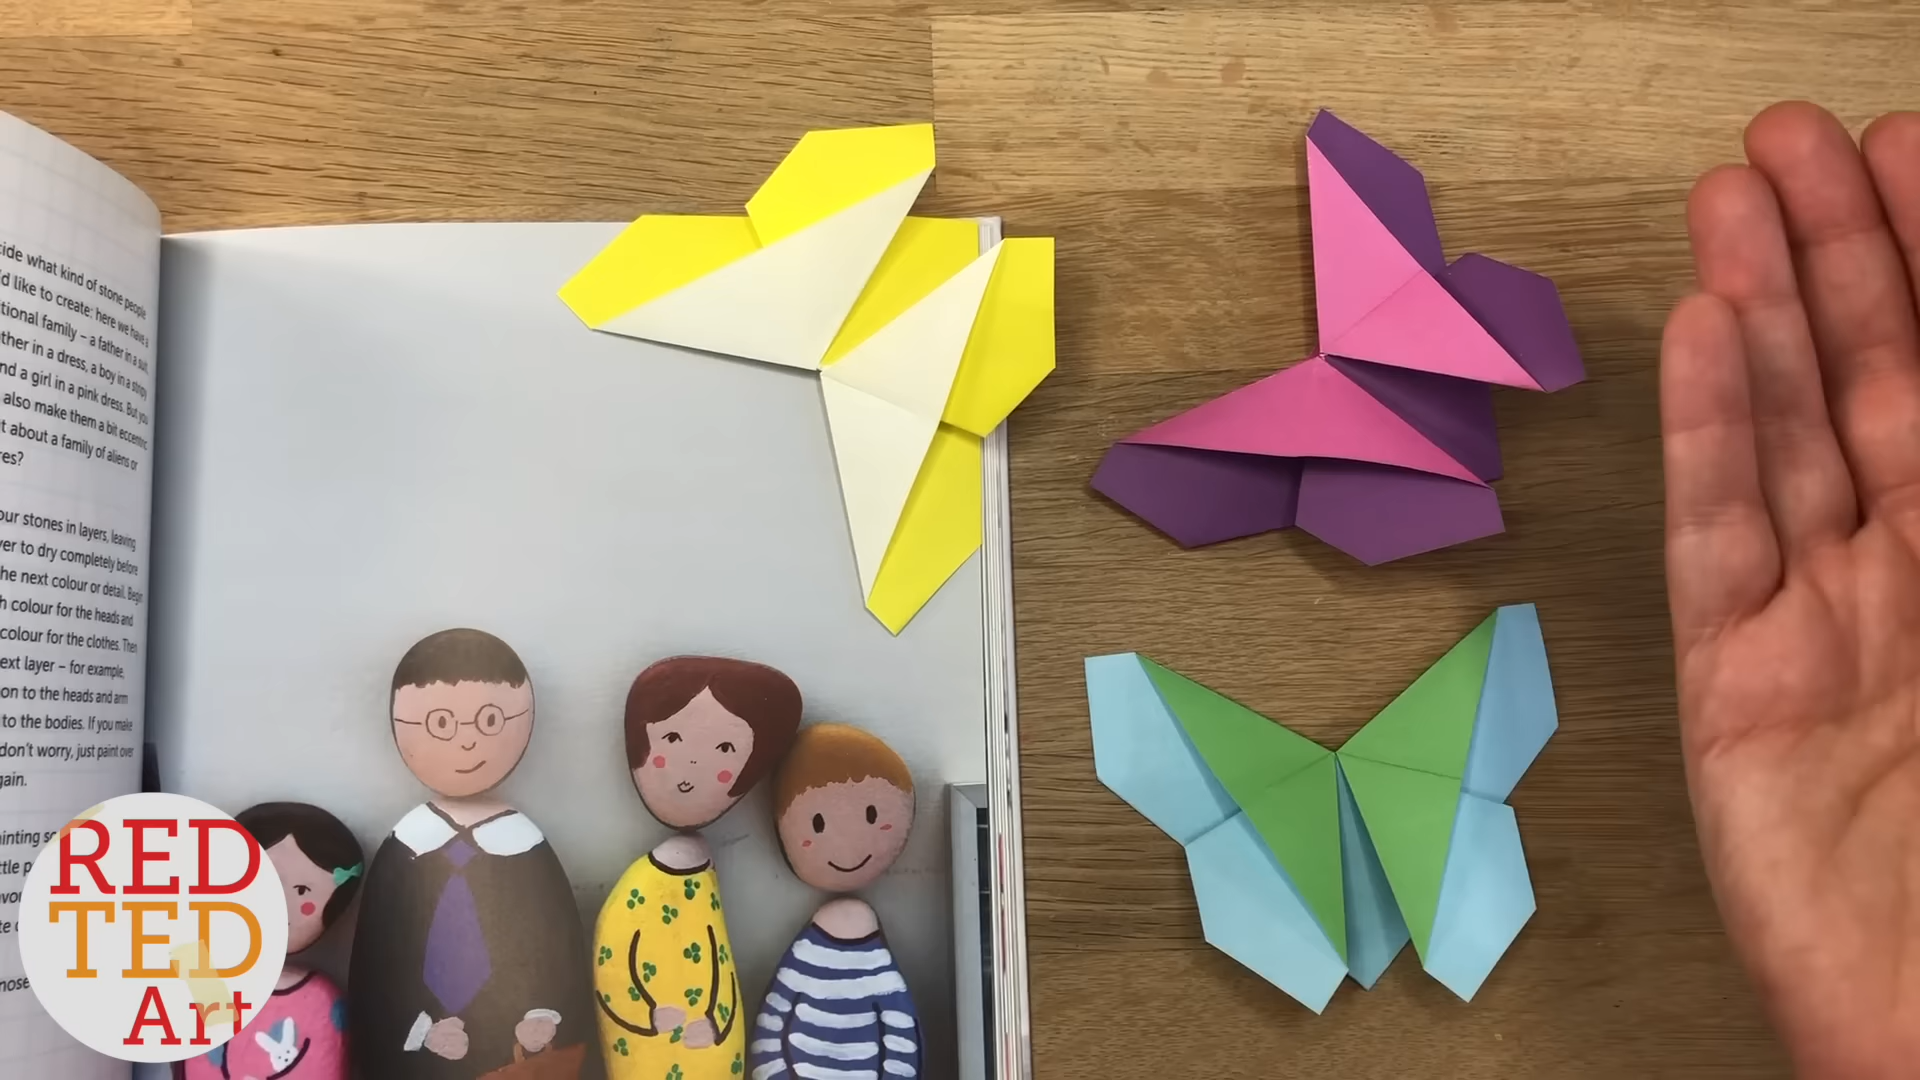 cide what kind of stone people
'd like to create: here we have a
tional family – a father in a suit,
ther in a dress, a boy in a stripy
nd a girl in a pink dress. But you
also make them a bit eccentric
t about a family of aliens or
res?
our stones in layers, leaving
yer to dry completely before
he next colour or detail. Begin
h colour for the heads and
colour for the clothes. Then
ext layer – for example,
on to the heads and arm
to the bodies. If you make
don't worry, just paint over
gain.
RED
TED
Art